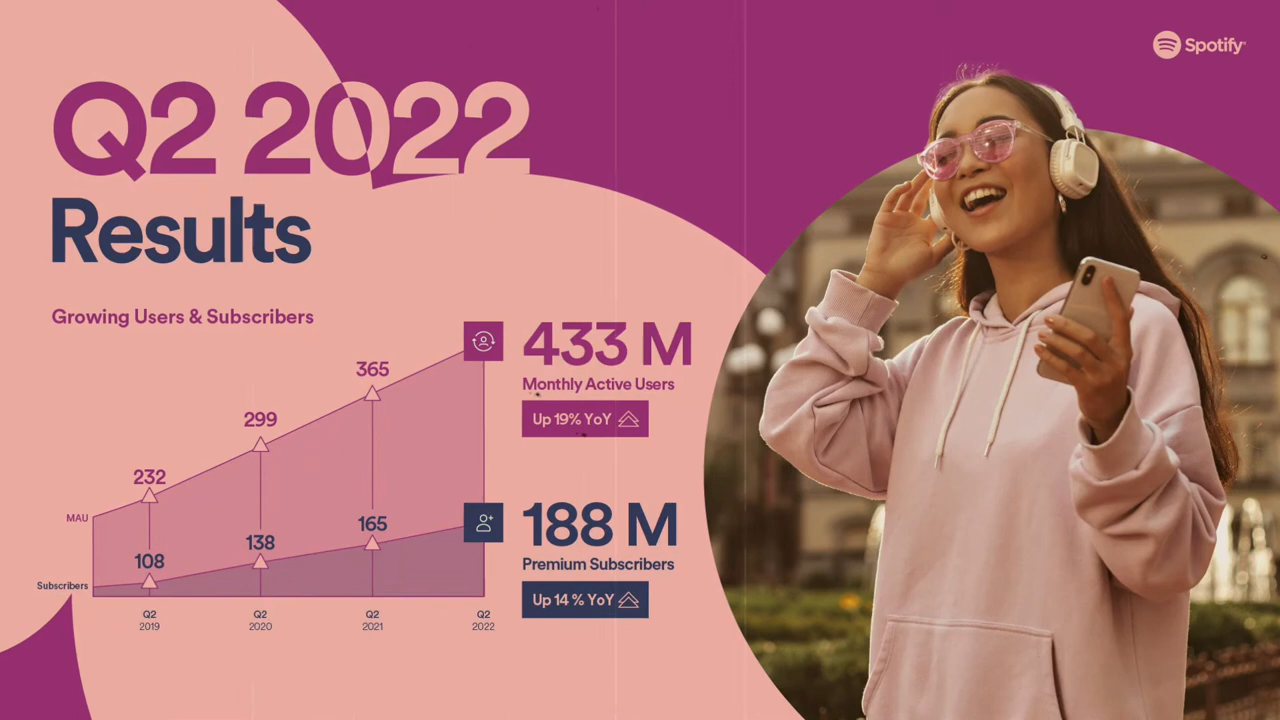 Spotify
Q2 2022
Results
Growing Users & Subscribers
433 M
Monthly Active Users
Up 19% YoY
365
299
232
MAU
188 M
Premium Subscribers
Up 14 % YoY
165
138
108
Subscribers
Q2 Q2 Q2 Q2
2019 2020 2021 2022